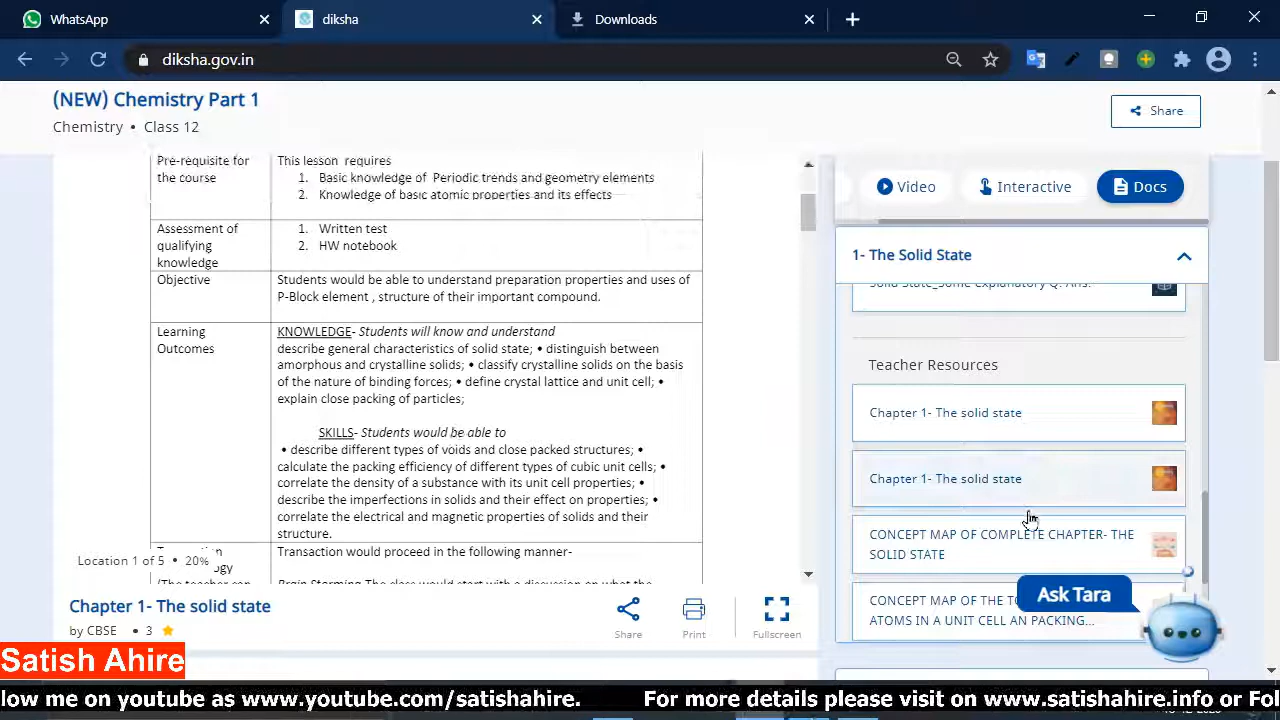 WhatsApp
diksha
Downloads
diksha.gov.in
(NEW) Chemistry Part 1
Chemistry • Class 12
Share
Pre-requisite for
the course
This lesson requires
1. Basic knowledge of Periodic trends and geometry elements
2. Knowledge of basic atomic properties and its effects
Assessment of
qualifying
knowledge
1. Written test
2. HW notebook
Objective
Students would be able to understand preparation properties and uses of
P-Block element , structure of their important compound.
Learning
Outcomes
KNOWLEDGE- Students will know and understand
describe general characteristics of solid state; • distinguish between
amorphous and crystalline solids; • classify crystalline solids on the basis
of the nature of binding forces; • define crystal lattice and unit cell; •
explain close packing of particles;
SKILLS- Students would be able to
• describe different types of voids and close packed structures; •
calculate the packing efficiency of different types of cubic unit cells; •
correlate the density of a substance with its unit cell properties; •
describe the imperfections in solids and their effect on properties; •
correlate the electrical and magnetic properties of solids and their
structure.
Transaction would proceed in the following manner-
Location 1 of 5 • 20%
Chapter 1- The solid state
by CBSE • 3
Share
Print
Fullscreen
Video
Interactive
Docs
1- The Solid State
Solid State_Some Explanatory Q. Ans.
Teacher Resources
Chapter 1- The solid state
Chapter 1- The solid state
CONCEPT MAP OF COMPLETE CHAPTER- THE
SOLID STATE
CONCEPT MAP OF THE
ATOMS IN A UNIT CELL AN PACKING...
Ask Tara
Satish Ahire
low me on youtube as www.youtube.com/satishahire. For more details please visit on www.satishahire.info or Fol